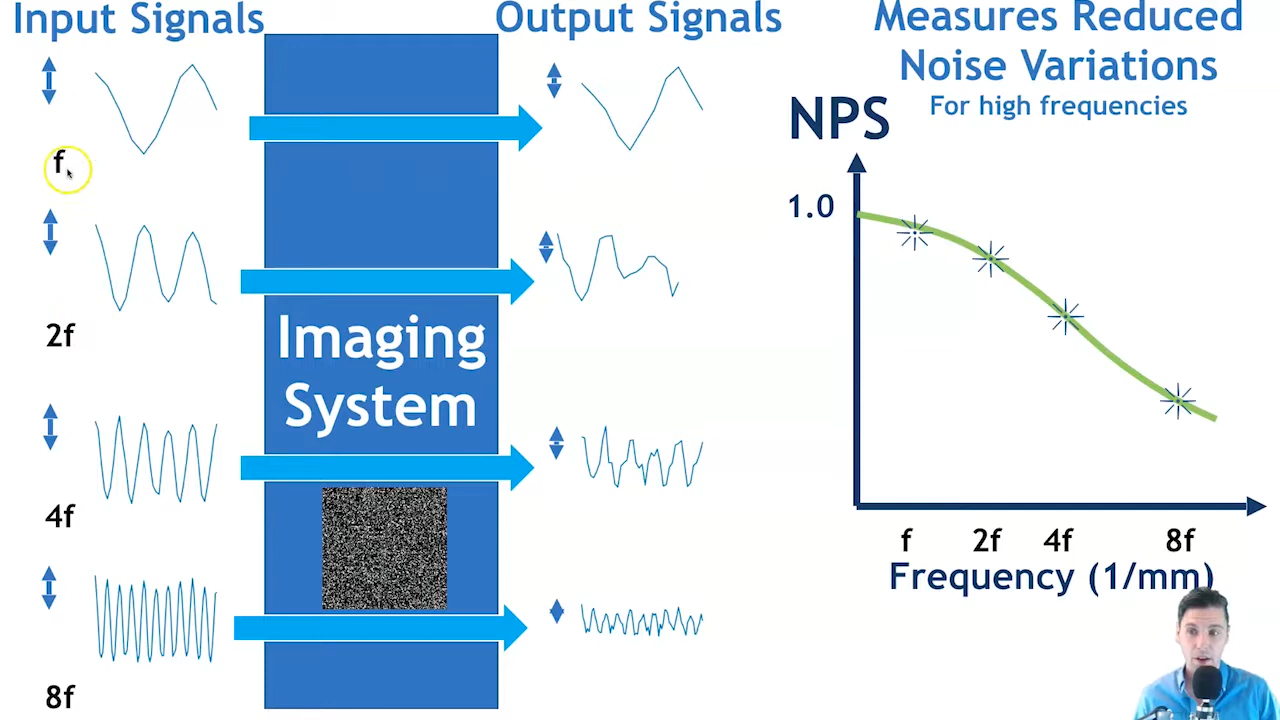 Input Signals
Output Signals
Measures Reduced
Noise Variations
For high frequencies
NPS
1.0
f
2f
4f
8f
Imaging
System
f
2f
4f
8f
Frequency (1/mm)